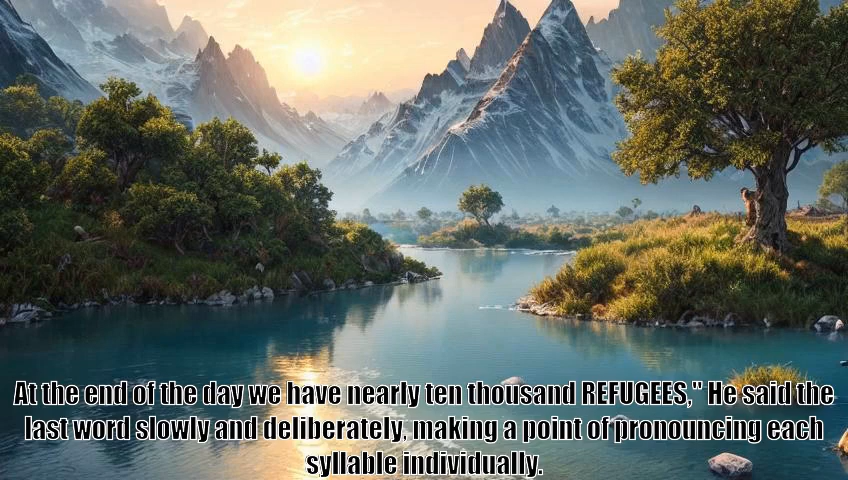 At the end of the day we have nearly ten thousand REFUGEES," He said the
last word slowly and deliberately, making a point of pronouncing each
syllable individually.